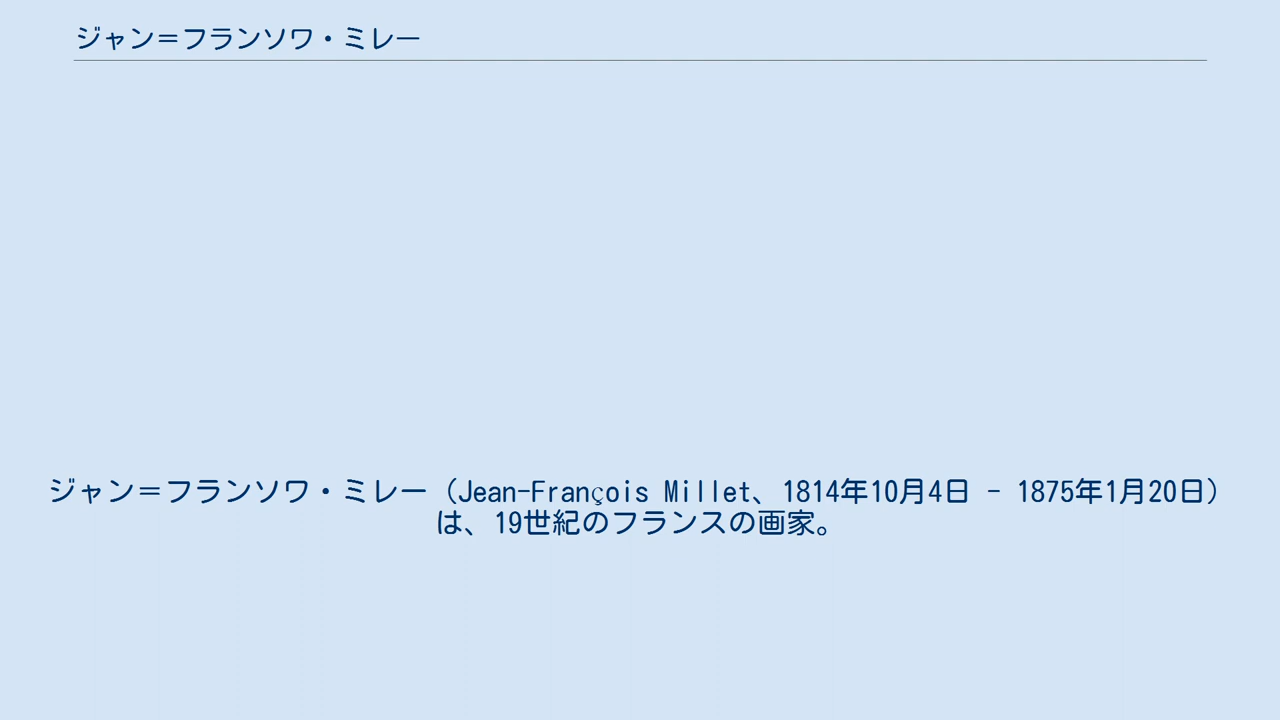 ジャン＝フランソワ・ミレー
ジャン＝フランソワ・ミレー（Jean-François Millet、1814年10月4日 - 1875年1月20日）
は、19世紀のフランスの画家。